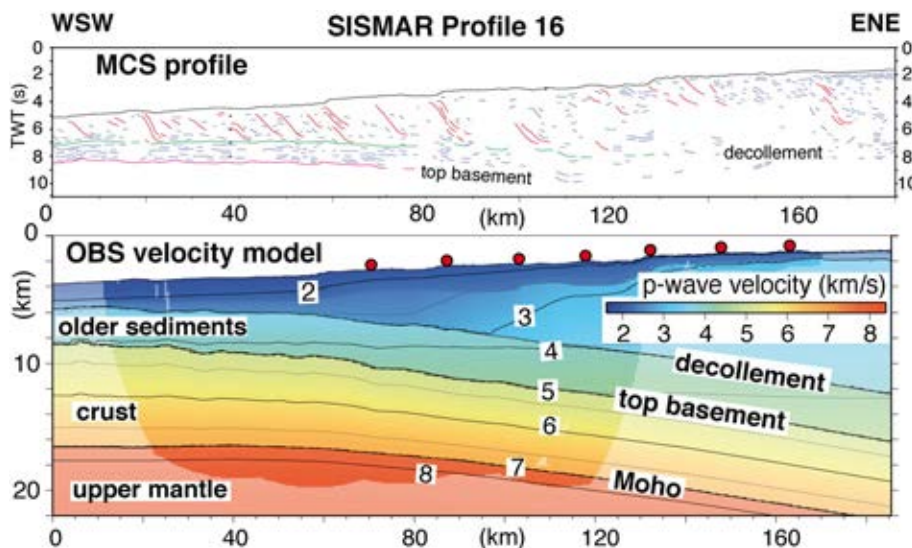 WSW SISMAR Profile 16 ENE
MCS profile
TWT (s)
0
2
4
6
8
10
0
2
4
6
8
10
decollement
top basement
0 40 80 (km) 120 160
0
10
20
(km)
OBS velocity model
p-wave velocity (km/s)
2 3 4 5 6 7 8
2
3
older sediments
4
decollement
5
top basement
crust
6
7
8
Moho
upper mantle
0 40 80 (km) 120 160